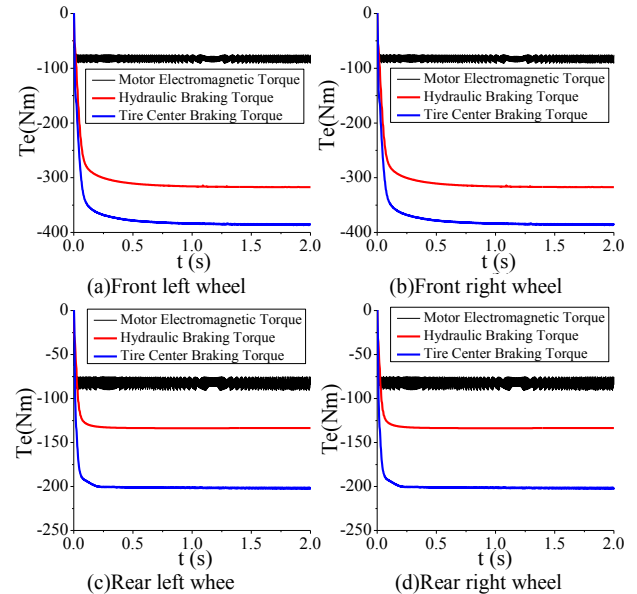 0
-100
-200
-300
-400
Te(Nm)
Motor Electromagnetic Torque
Hydraulic Braking Torque
Tire Center Braking Torque
0.0 0.5 1.0 1.5 2.0
t (s)
(a)Front left wheel
0
-100
-200
-300
-400
Te(Nm)
Motor Electromagnetic Torque
Hydraulic Braking Torque
Tire Center Braking Torque
0.0 0.5 1.0 1.5 2.0
t (s)
(b)Front right wheel
0
-50
-100
-150
-200
-250
Te(Nm)
Motor Electromagnetic Torque
Hydraulic Braking Torque
Tire Center Braking Torque
0.0 0.5 1.0 1.5 2.0
t (s)
(c)Rear left whee
0
-50
-100
-150
-200
-250
Te(Nm)
Motor Electromagnetic Torque
Hydraulic Braking Torque
Tire Center Braking Torque
0.0 0.5 1.0 1.5 2.0
t (s)
(d)Rear right wheel